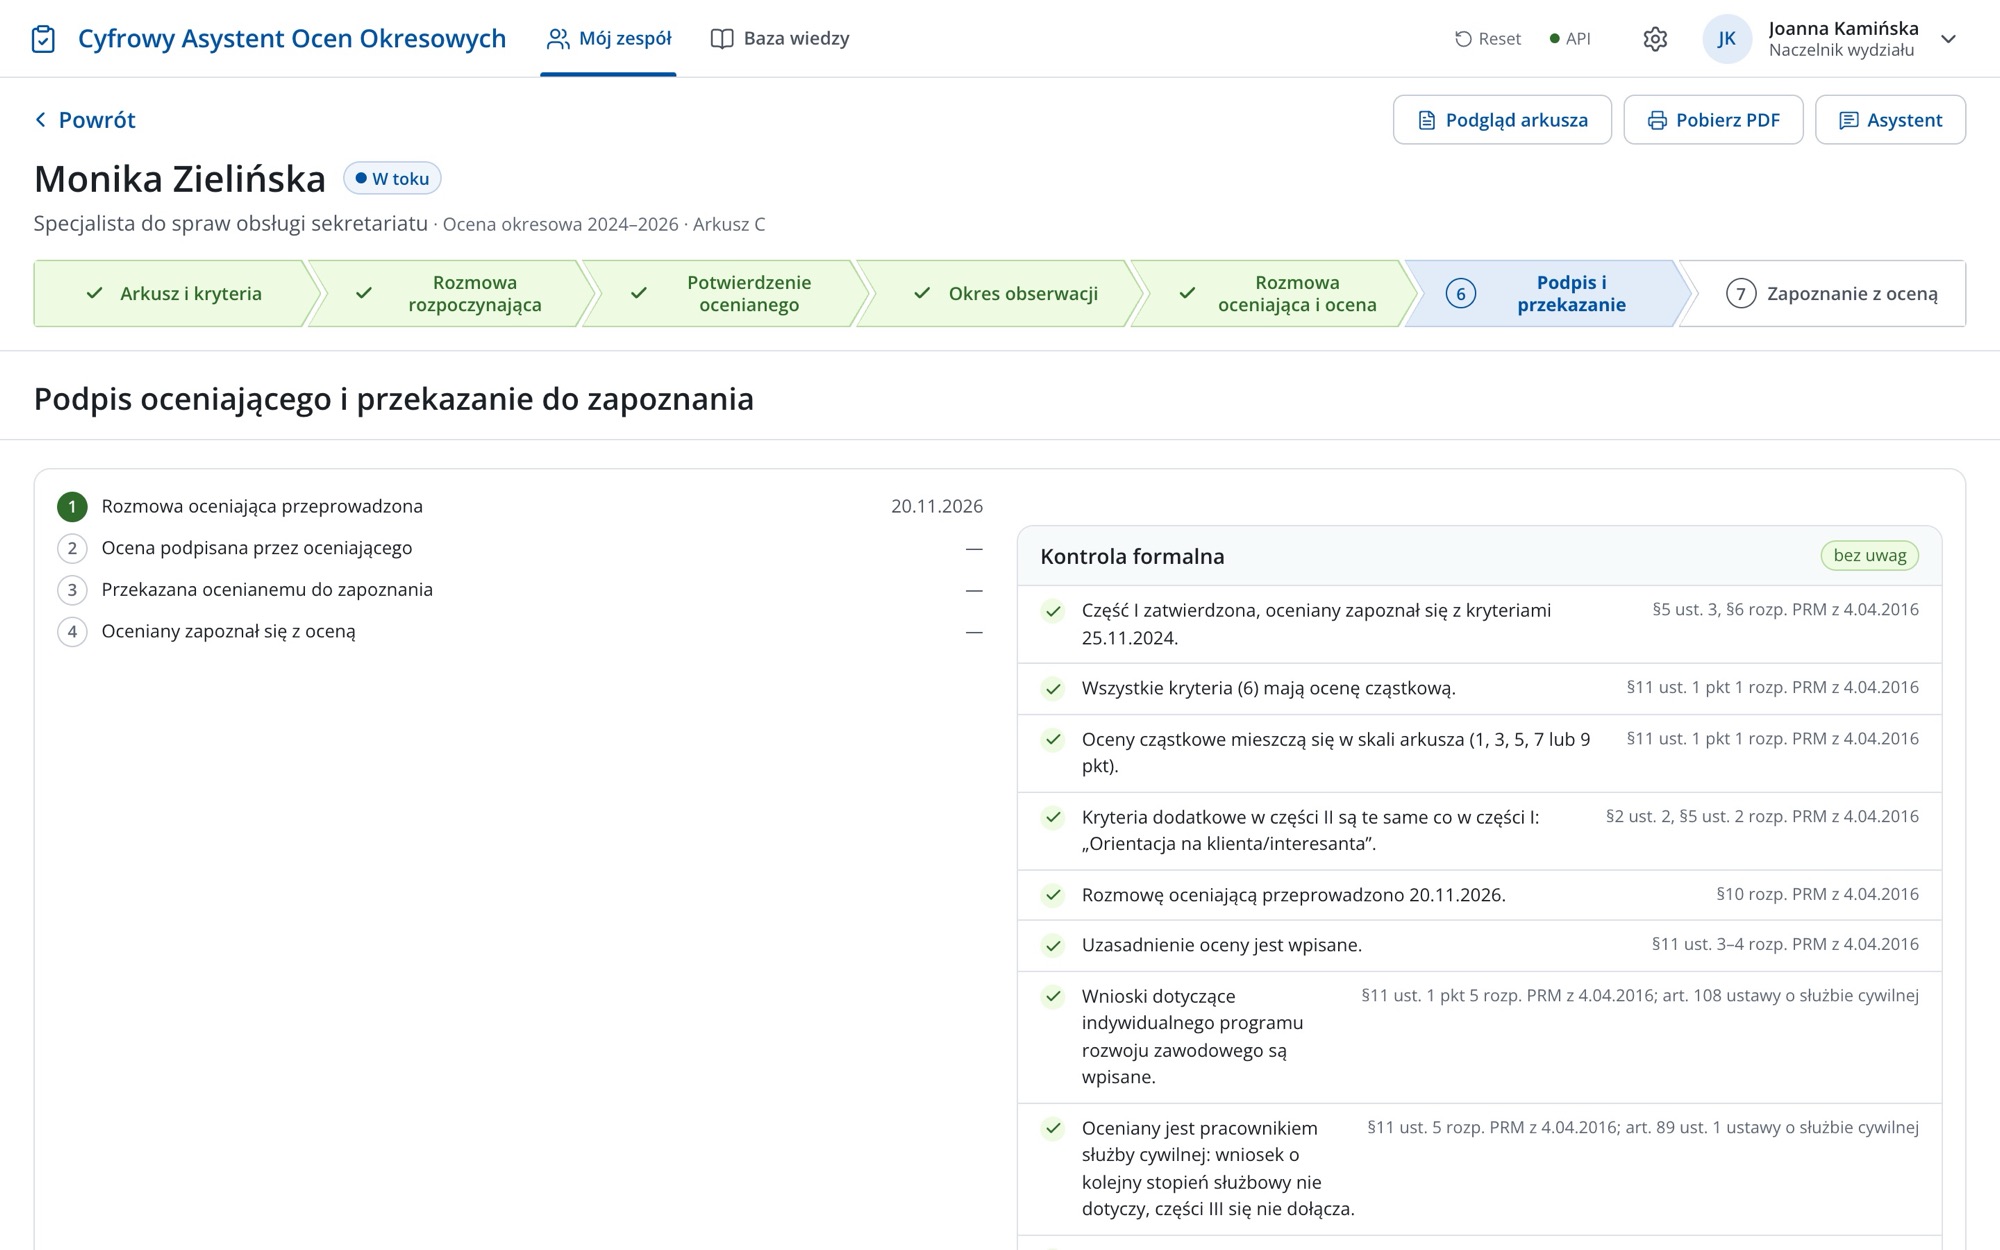 Cyfrowy Asystent Ocen Okresowych
Mój zespół
Baza wiedzy
Reset
API
JK
Joanna Kamińska
Naczelnik wydziału
Powrót
Podgląd arkusza
Pobierz PDF
Asystent
Monika Zielińska
W toku
Specjalista do spraw obsługi sekretariatu · Ocena okresowa 2024–2026 · Arkusz C
Arkusz i kryteria
Rozmowa
rozpoczynająca
Potwierdzenie
ocenianego
Okres obserwacji
Rozmowa
oceniająca i ocena
6
Podpis i
przekazanie
7 Zapoznanie z oceną
Podpis oceniającego i przekazanie do zapoznania
1 Rozmowa oceniająca przeprowadzona 20.11.2026
2 Ocena podpisana przez oceniającego —
3 Przekazana ocenianemu do zapoznania —
4 Oceniany zapoznał się z oceną —
Kontrola formalna
bez uwag
Część I zatwierdzona, oceniany zapoznał się z kryteriami
25.11.2024.
§5 ust. 3, §6 rozp. PRM z 4.04.2016
Wszystkie kryteria (6) mają ocenę cząstkową.
§11 ust. 1 pkt 1 rozp. PRM z 4.04.2016
Oceny cząstkowe mieszczą się w skali arkusza (1, 3, 5, 7 lub 9
pkt).
§11 ust. 1 pkt 1 rozp. PRM z 4.04.2016
Kryteria dodatkowe w części II są te same co w części I:
„Orientacja na klienta/interesanta”.
§2 ust. 2, §5 ust. 2 rozp. PRM z 4.04.2016
Rozmowę oceniającą przeprowadzono 20.11.2026.
§10 rozp. PRM z 4.04.2016
Uzasadnienie oceny jest wpisane.
§11 ust. 3–4 rozp. PRM z 4.04.2016
Wnioski dotyczące
indywidualnego programu
rozwoju zawodowego są
wpisane.
§11 ust. 1 pkt 5 rozp. PRM z 4.04.2016; art. 108 ustawy o służbie cywilnej
Oceniany jest pracownikiem
służby cywilnej: wniosek o
kolejny stopień służbowy nie
dotyczy, części III się nie dołącza.
§11 ust. 5 rozp. PRM z 4.04.2016; art. 89 ust. 1 ustawy o służbie cywilnej